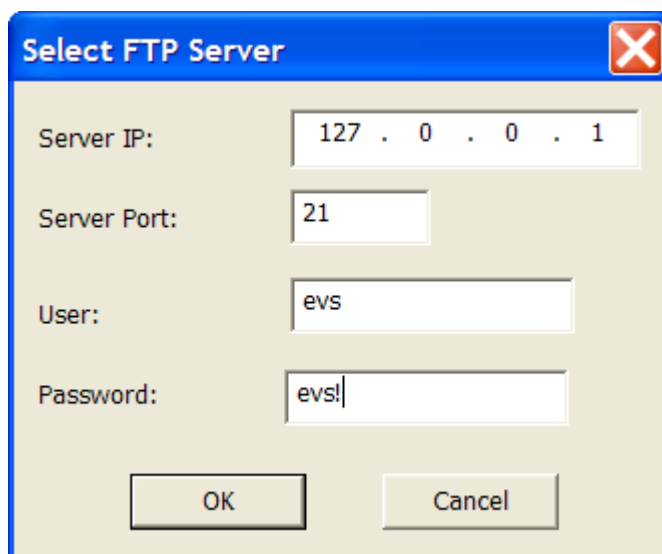 Select FTP Server
Server IP: 127 . 0 . 0 . 1
Server Port: 21
User: evs
Password: evs!
OK Cancel